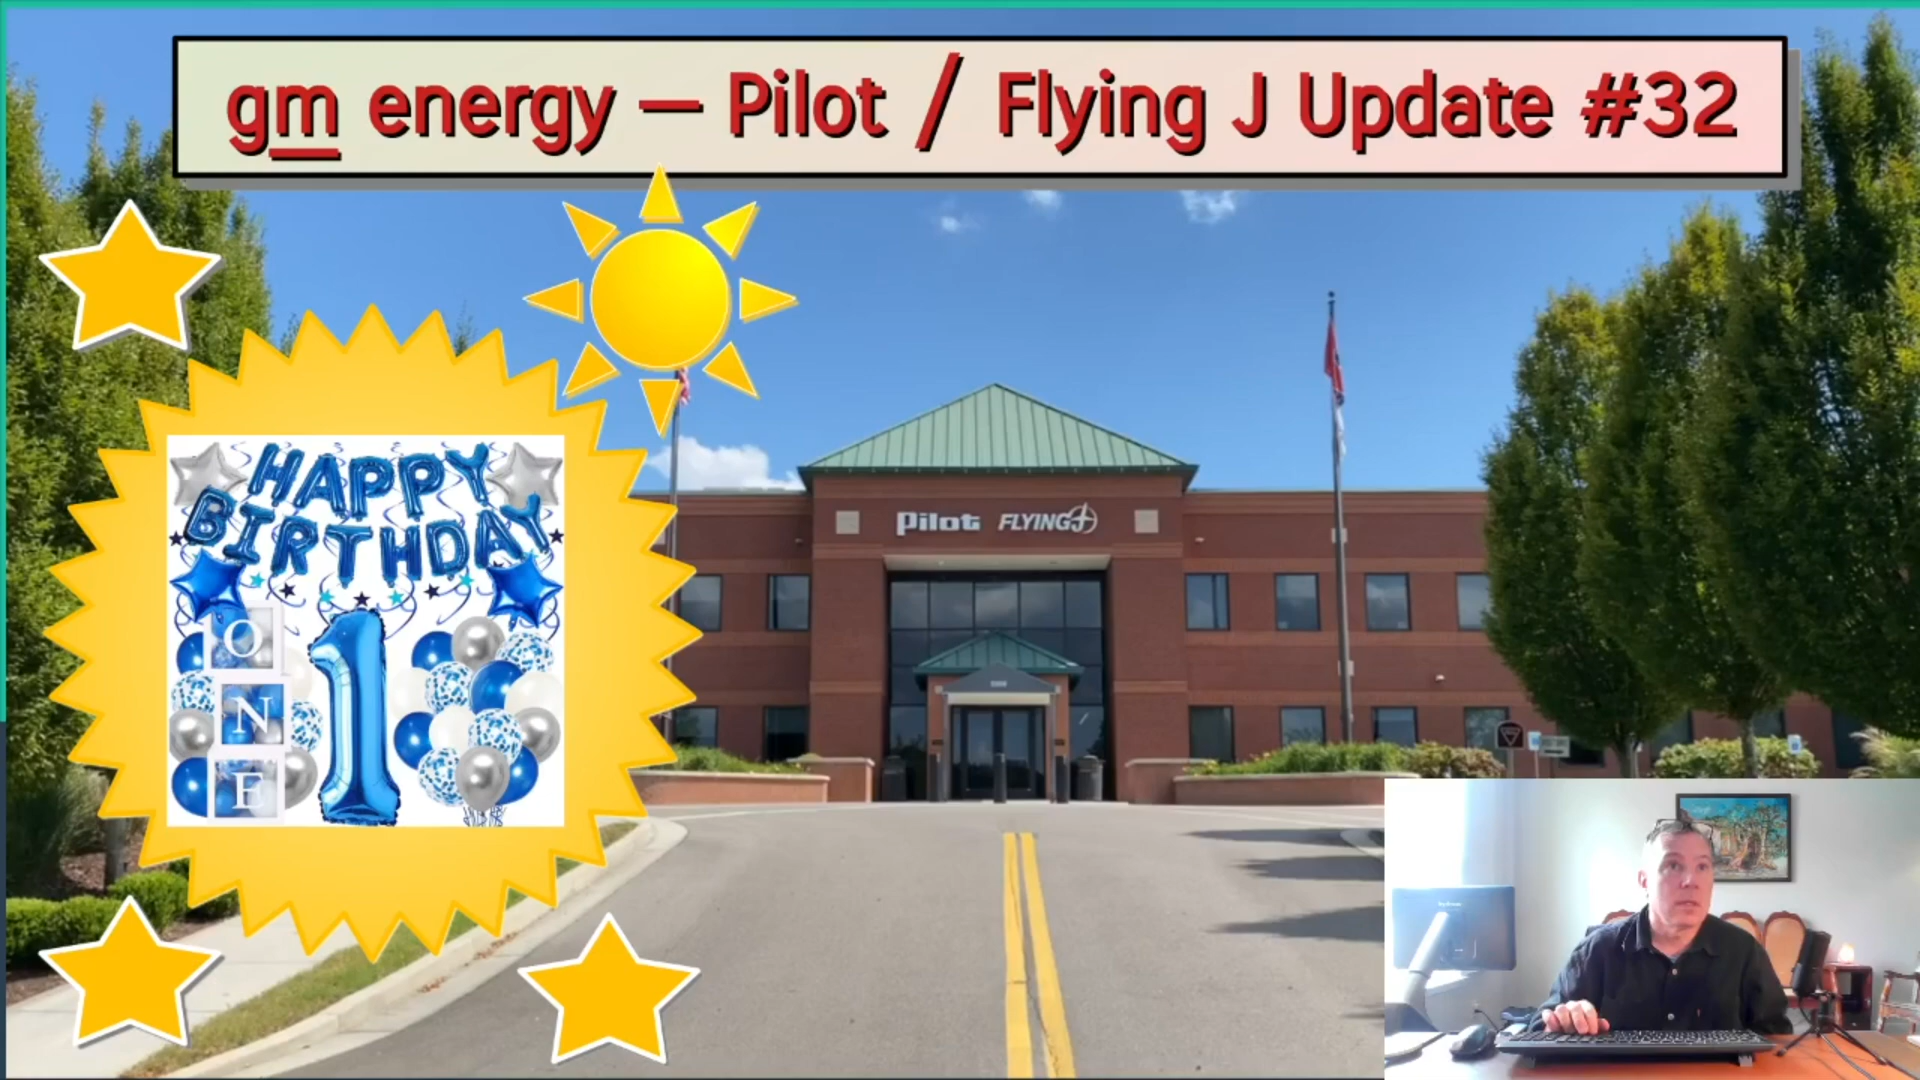 gm energy — Pilot / Flying J Update #32
HAPPY
BIRTHDAY
O
N
E
1
Pilot FLYING J